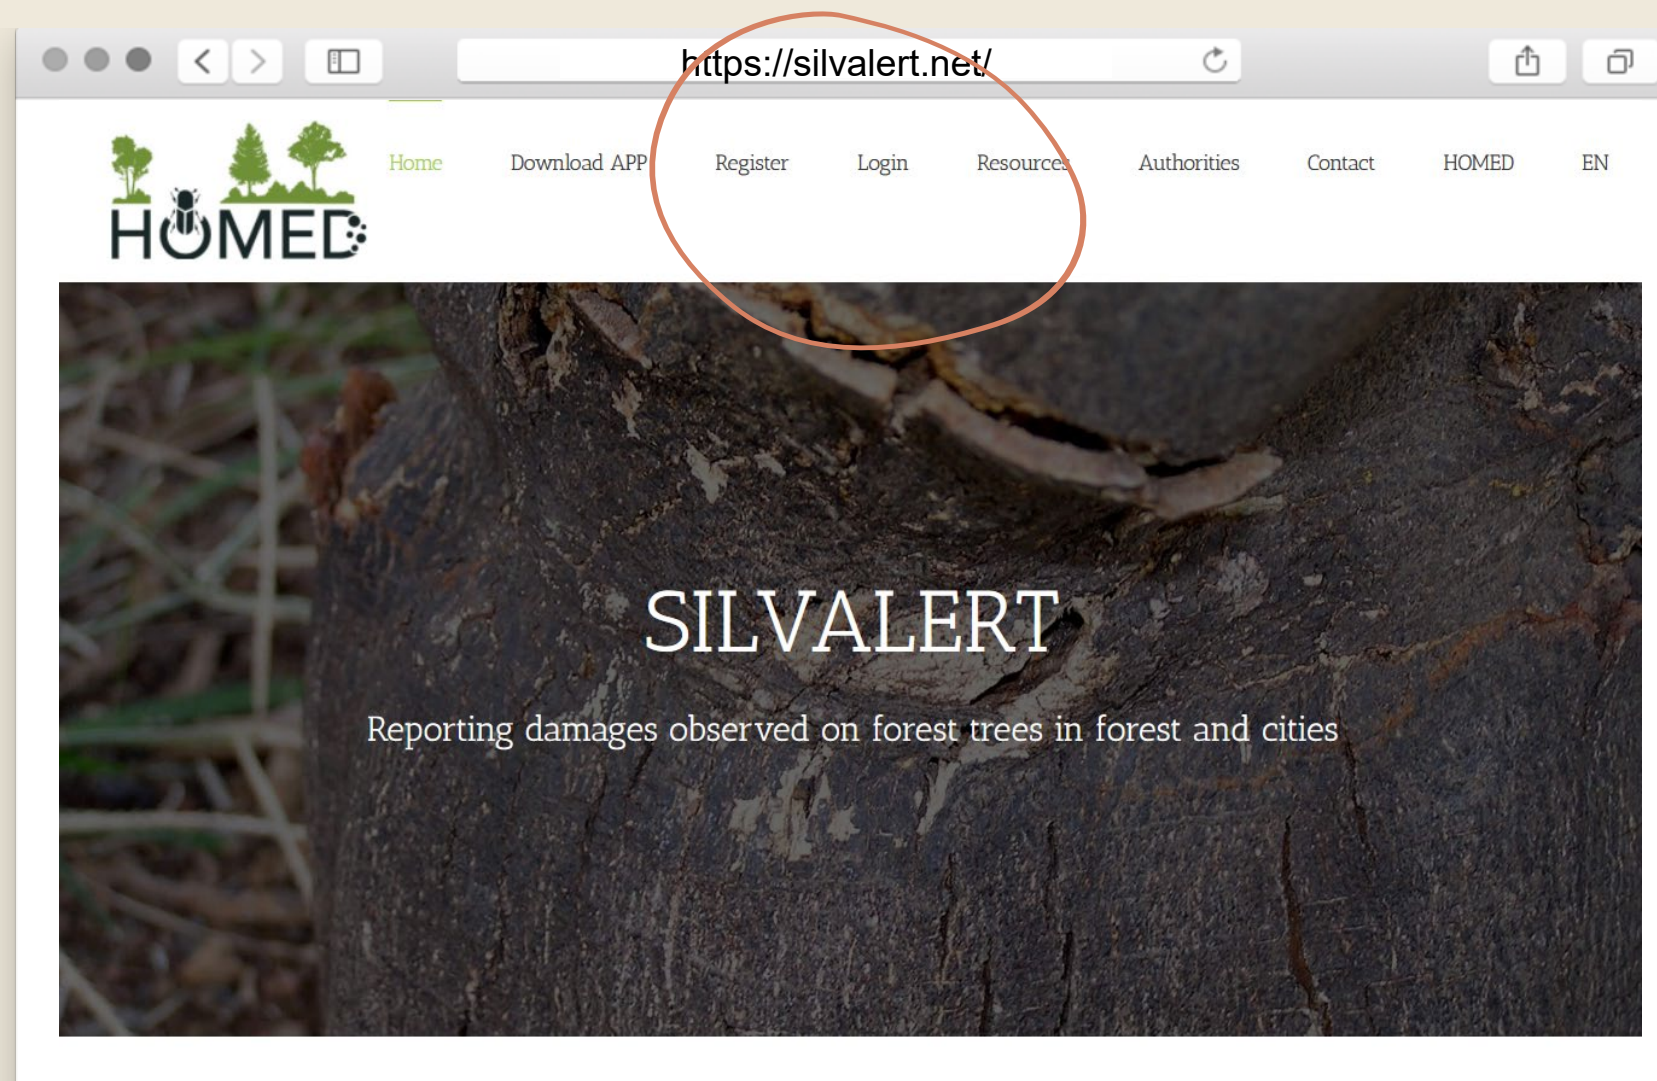 https://silvalert.net/
HOMED
Home Download APP Register Login Resources Authorities Contact HOMED EN
SILVALERT
Reporting damages observed on forest trees in forest and cities